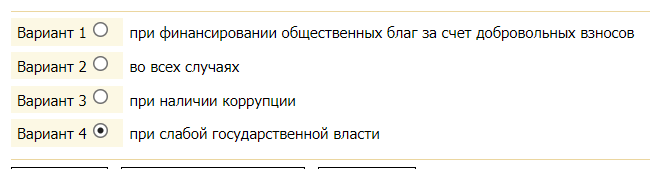 Вариант 1 при финансировании общественных благ за счет добровольных взносов
Вариант 2 во всех случаях
Вариант 3 при наличии коррупции
Вариант 4 при слабой государственной власти